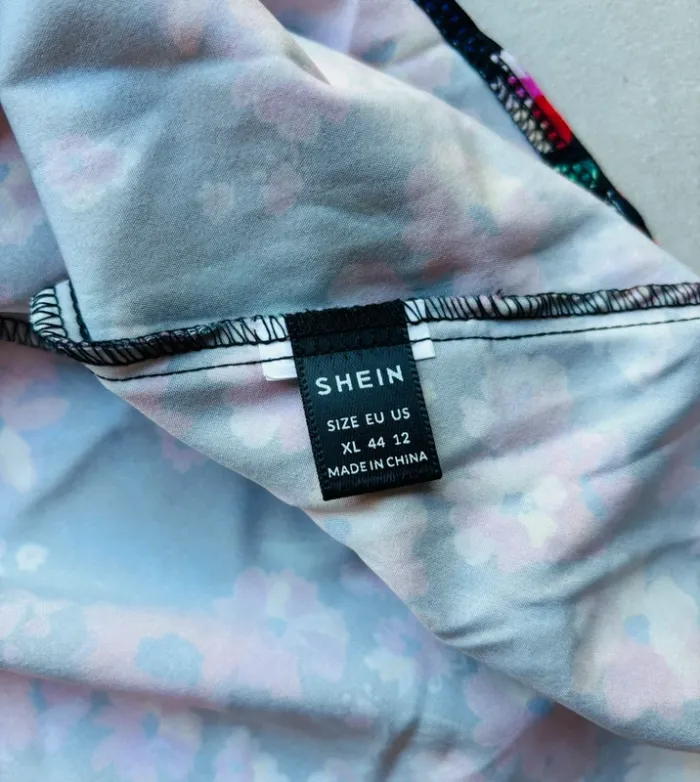 SHEIN
SIZE EU US
XL 44 12
MADE IN CHINA